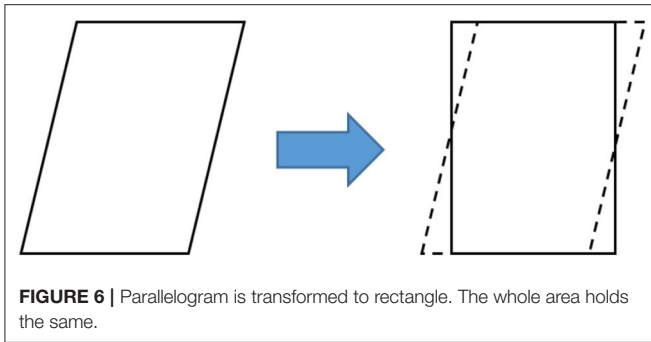 FIGURE 6 | Parallelogram is transformed to rectangle. The whole area holds
the same.